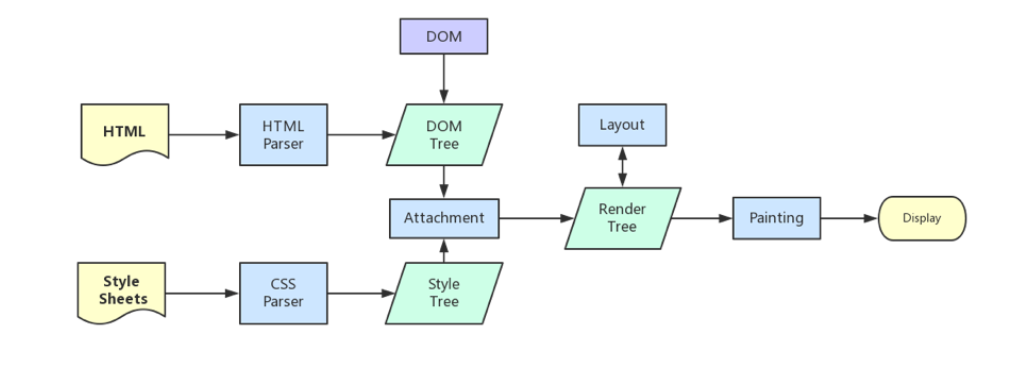 DOM
HTML
HTML
Parser
DOM
Tree
Layout
Attachment
Render
Tree
Painting
Display
Style
Sheets
CSS
Parser
Style
Tree